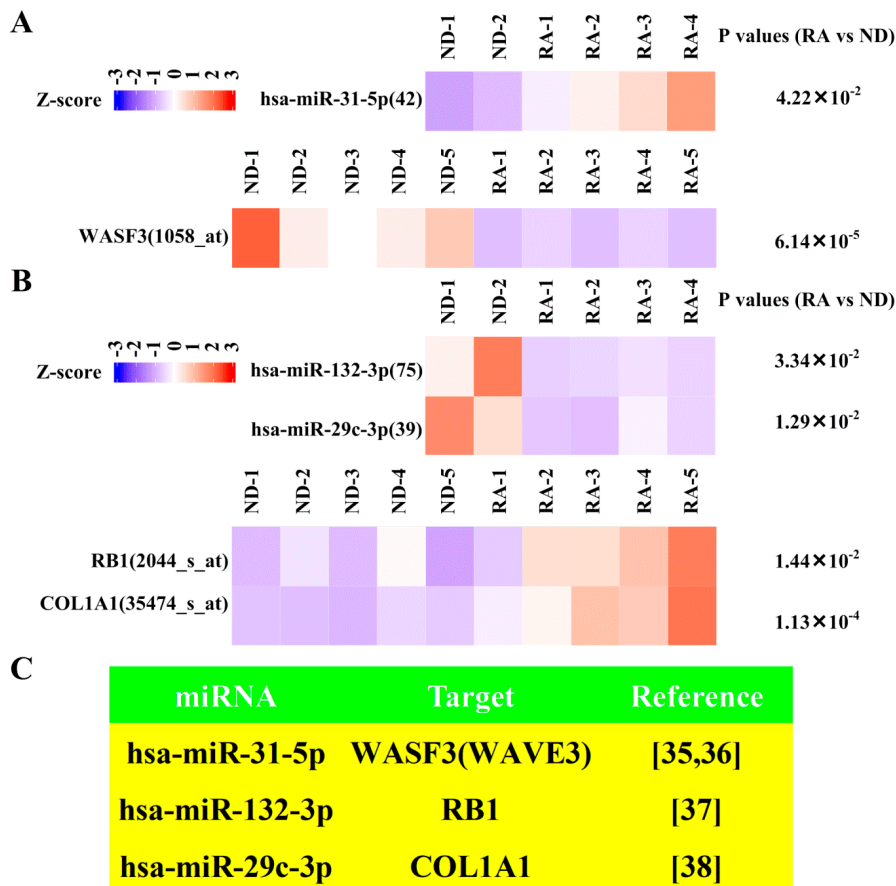 A
ND-1 ND-2 RA-1 RA-2 RA-3 RA-4
P values (RA vs ND)
-3 -2 -1 0 1 2 3
Z-score
hsa-miR-31-5p(42)
4.22×10-2
ND-1 ND-2 ND-3 ND-4 ND-5 RA-1 RA-2 RA-3 RA-4 RA-5
WASF3(1058_at)
6.14×10-5
B
ND-1 ND-2 RA-1 RA-2 RA-3 RA-4
P values (RA vs ND)
-3 -2 -1 0 1 2 3
Z-score
hsa-miR-132-3p(75)
3.34×10-2
hsa-miR-29c-3p(39)
1.29×10-2
ND-1 ND-2 ND-3 ND-4 ND-5 RA-1 RA-2 RA-3 RA-4 RA-5
RB1(2044_s_at)
1.44×10-2
COL1A1(35474_s_at)
1.13×10-4
C
miRNA Target Reference
hsa-miR-31-5p WASF3(WAVE3) [35,36]
hsa-miR-132-3p RB1 [37]
hsa-miR-29c-3p COL1A1 [38]